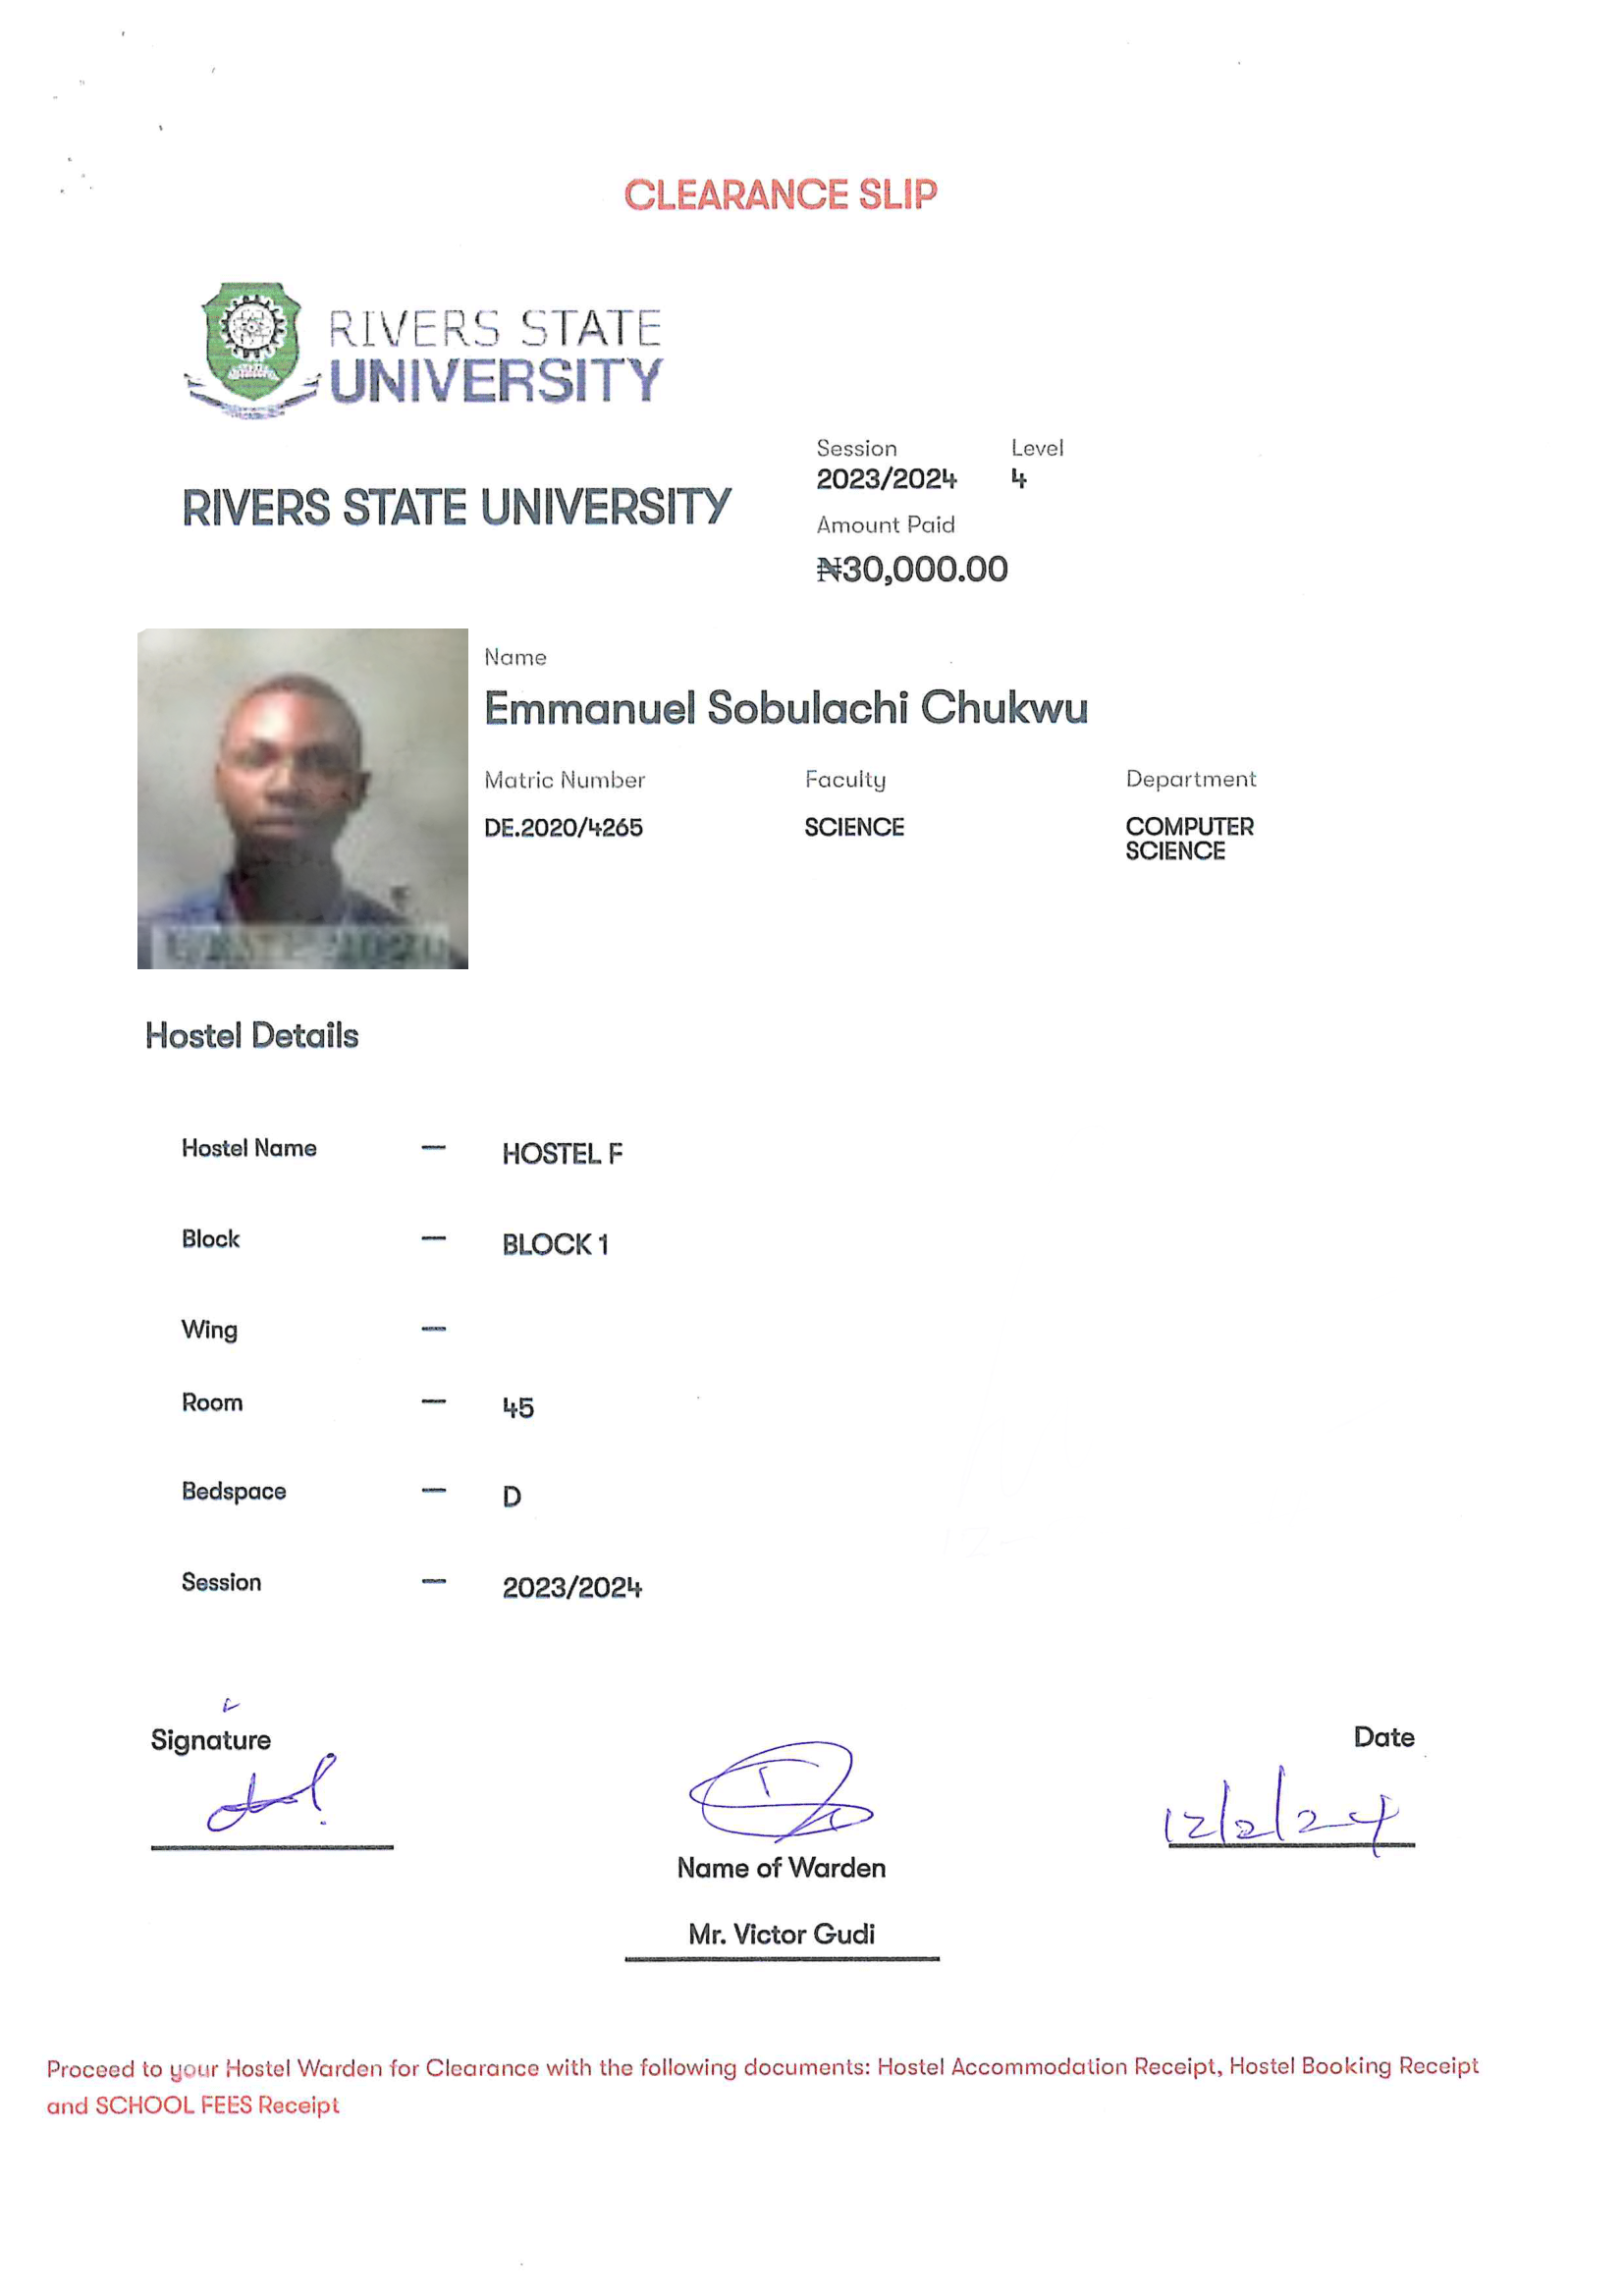 CLEARANCE SLIP
RIVERS STATE
UNIVERSITY
RIVERS STATE UNIVERSITY
Session Level
2023/2024 4
Amount Paid
₦30,000.00
Name
Emmanuel Sobulachi Chukwu
Matric Number Faculty Department
DE.2020/4265 SCIENCE COMPUTER
SCIENCE
Hostel Details
Hostel Name — HOSTEL F
Block — BLOCK 1
Wing —
Room — 45
Bedspace — D
Session — 2023/2024
Signature Date
12/2/24
Name of Warden
Mr. Victor Gudi
Proceed to your Hostel Warden for Clearance with the following documents: Hostel Accommodation Receipt, Hostel Booking Receipt
and SCHOOL FEES Receipt